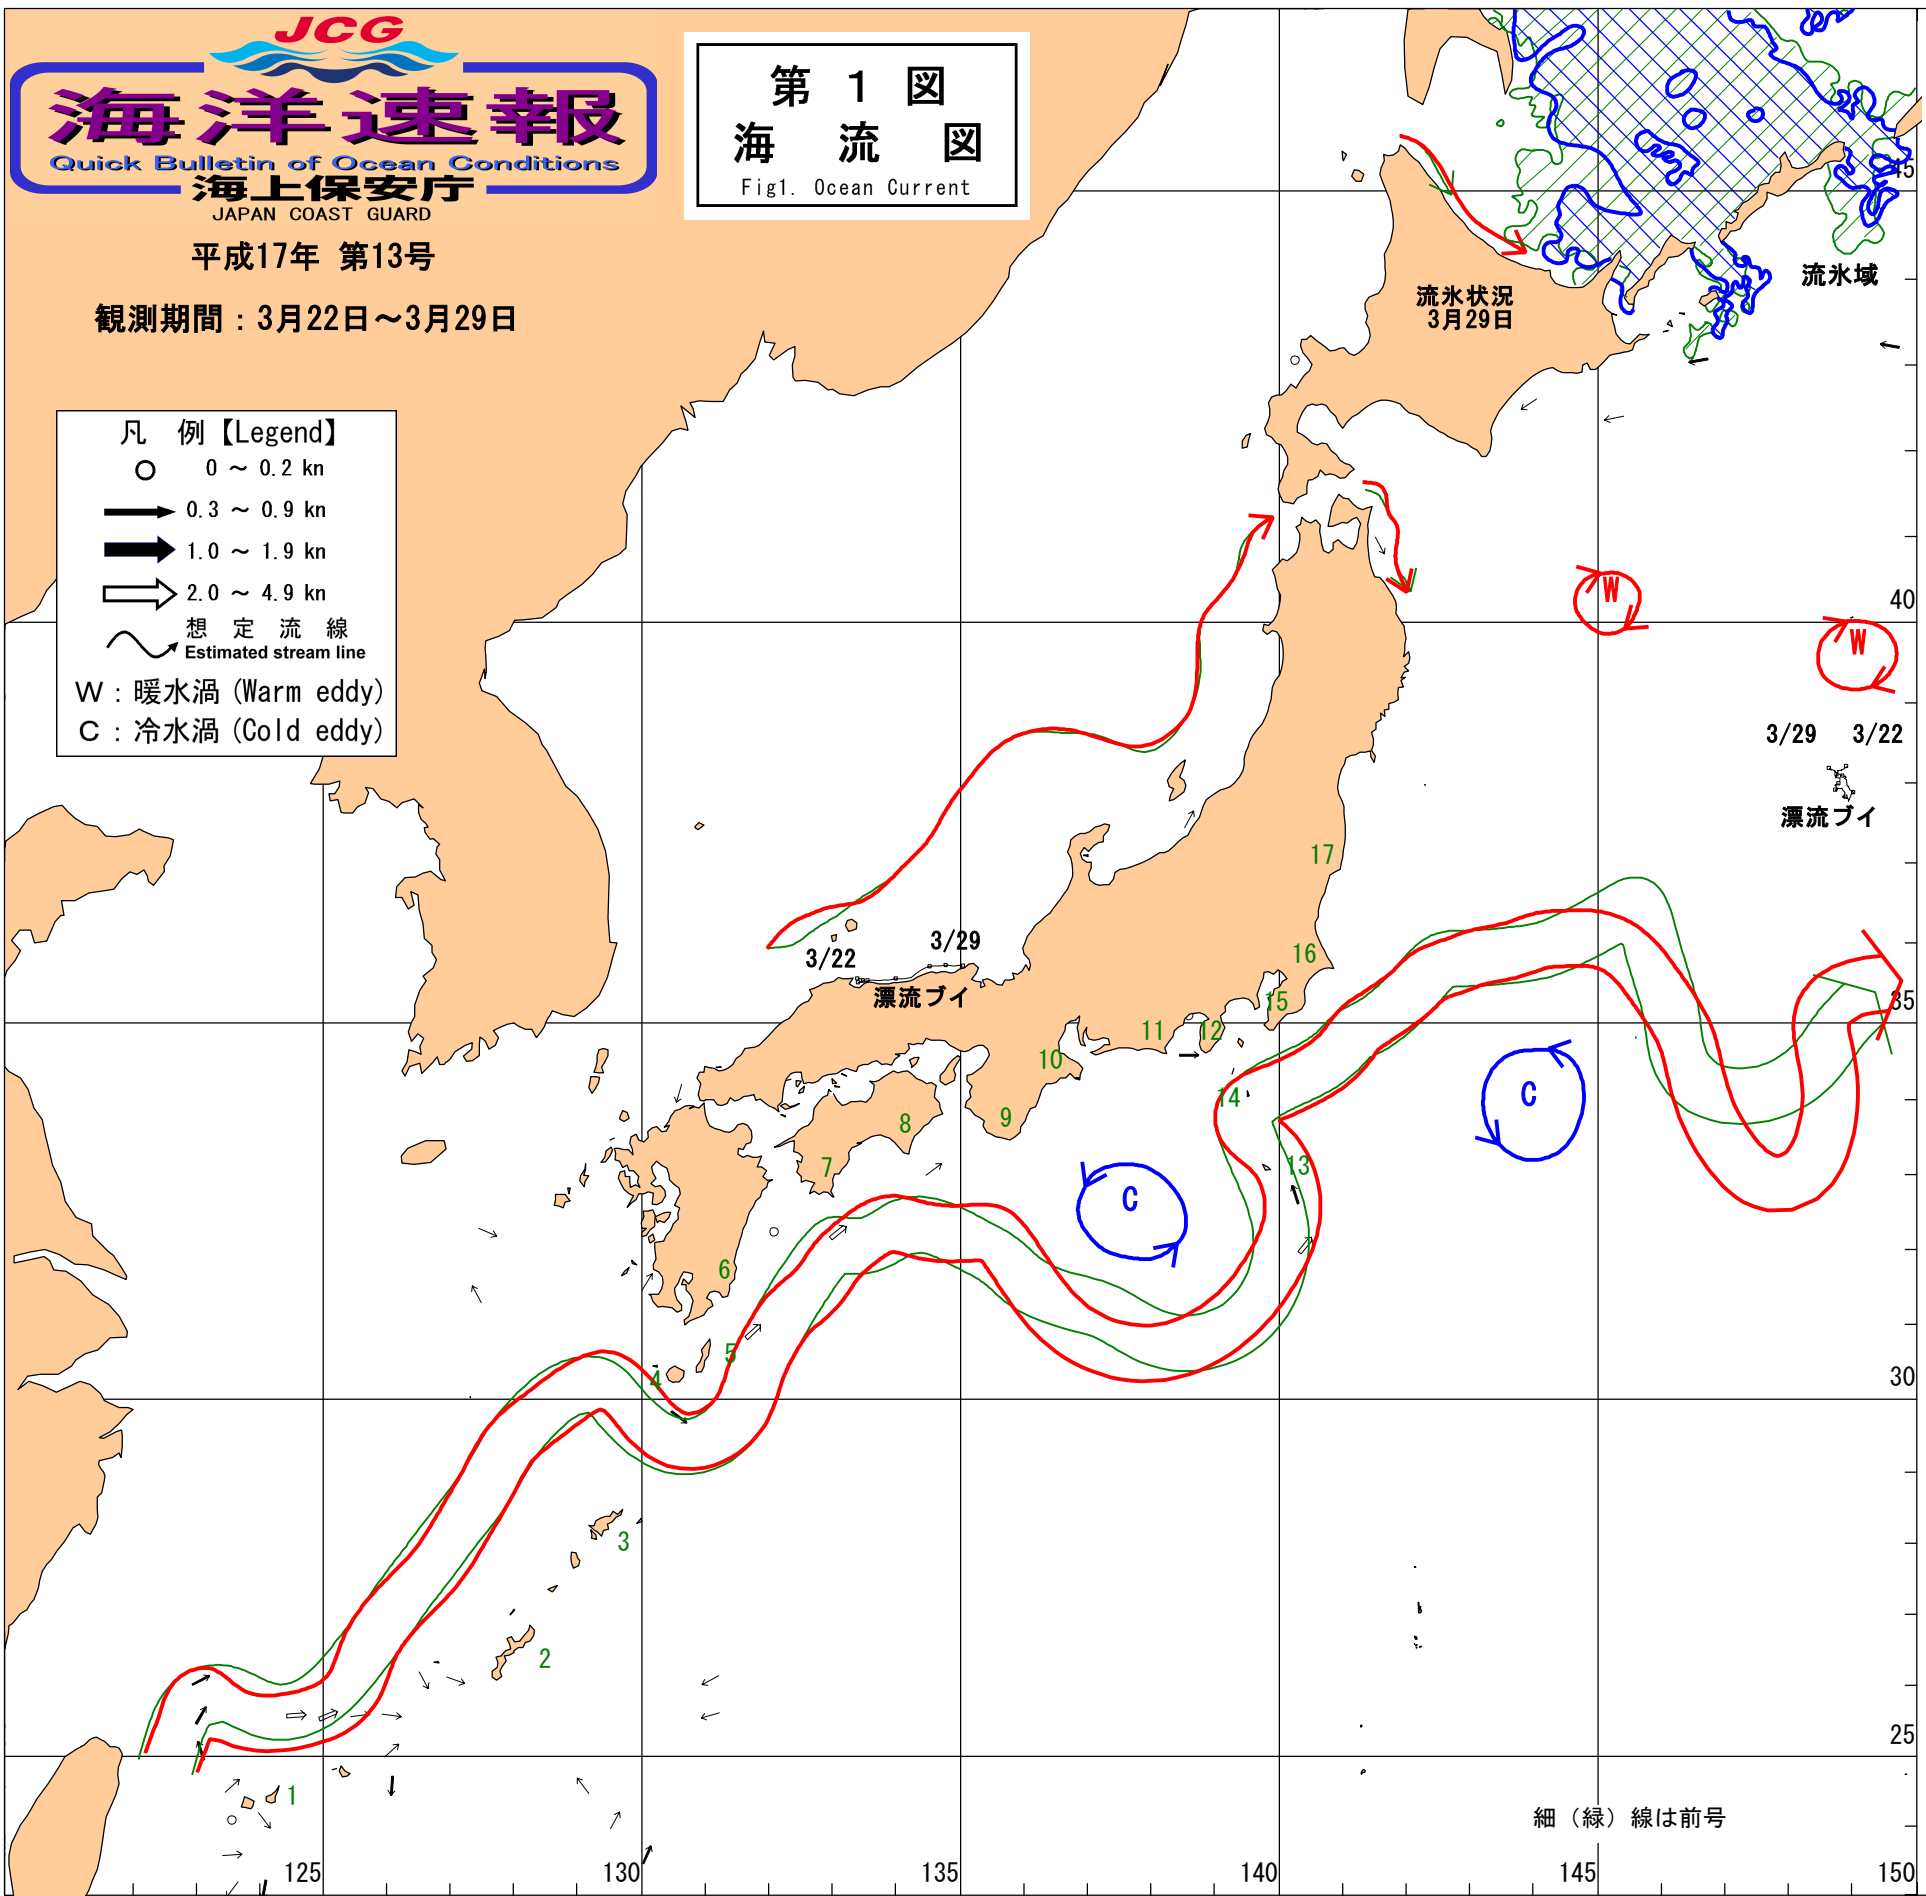 JCG
海洋速報
Quick Bulletin of Ocean Conditions
海上保安庁
JAPAN COAST GUARD
平成17年 第13号
観測期間：3月22日～3月29日
第 1 図
海 流 図
Fig1. Ocean Current
凡 例【Legend】
0 ～ 0.2 kn
0.3 ～ 0.9 kn
1.0 ～ 1.9 kn
2.0 ～ 4.9 kn
想 定 流 線
Estimated stream line
W：暖水渦(Warm eddy)
C：冷水渦(Cold eddy)
45
流氷域
流氷状況
3月29日
W
40
W
3/29 3/22
漂流ブイ
17
3/22
3/29
漂流ブイ
16
15
35
11
12
10
14
9
8
7
13
C
C
6
5
4
30
3
2
25
1
細（緑）線は前号
125
130
135
140
145
150